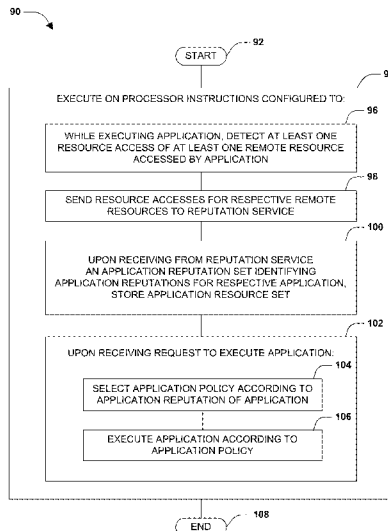 90
92
START
9
EXECUTE ON PROCESSOR INSTRUCTIONS CONFIGURED TO:
96
WHILE EXECUTING APPLICATION, DETECT AT LEAST ONE
RESOURCE ACCESS OF AT LEAST ONE REMOTE RESOURCE
ACCESSED BY APPLICATION
98
SEND RESOURCE ACCESSES FOR RESPECTIVE REMOTE
RESOURCES TO REPUTATION SERVICE
100
UPON RECEIVING FROM REPUTATION SERVICE
AN APPLICATION REPUTATION SET IDENTIFYING
APPLICATION REPUTATIONS FOR RESPECTIVE APPLICATION,
STORE APPLICATION RESOURCE SET
102
UPON RECEIVING REQUEST TO EXECUTE APPLICATION:
104
SELECT APPLICATION POLICY ACCORDING TO
APPLICATION REPUTATION OF APPLICATION
106
EXECUTE APPLICATION ACCORDING TO
APPLICATION POLICY
108
END